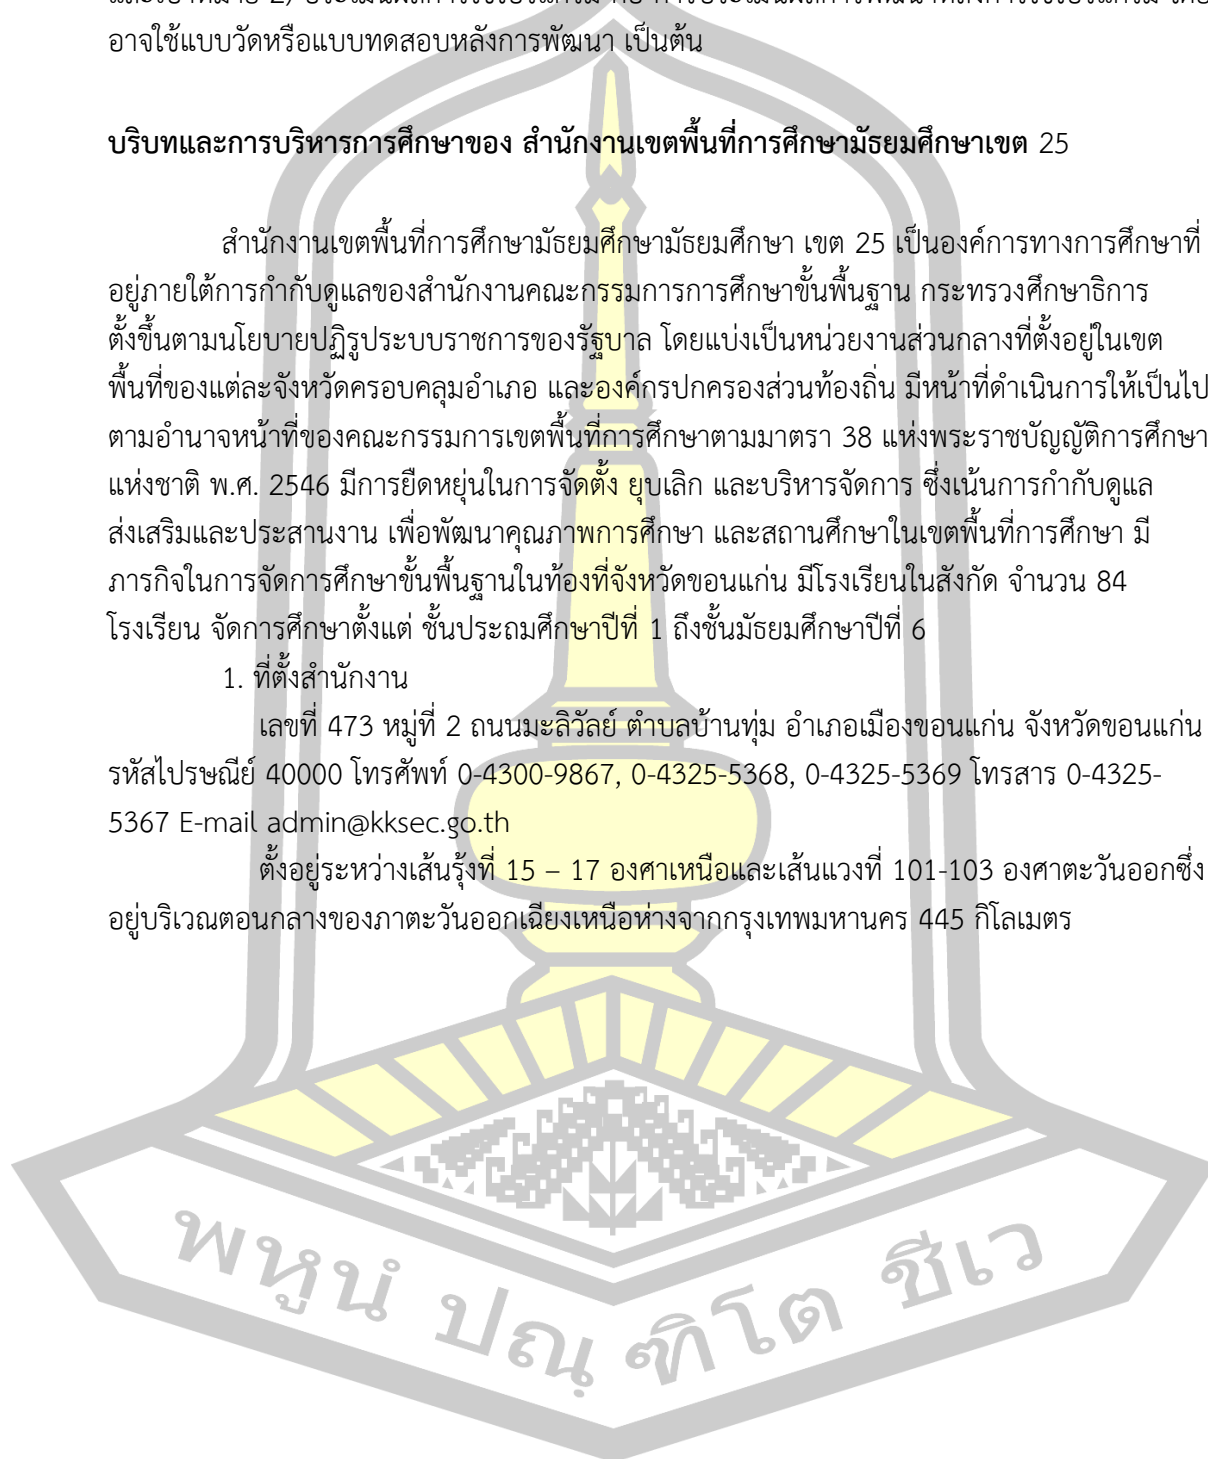 อาจใช้แบบวัดหรือแบบทดสอบหลังการพัฒนา เป็นต้น
บริบทและการบริหารการศึกษาของ สำนักงานเขตพื้นที่การศึกษามัธยมศึกษาเขต 25
สำนักงานเขตพื้นที่การศึกษามัธยมศึกษามัธยมศึกษา เขต 25 เป็นองค์การทางการศึกษาที่
อยู่ภายใต้การกำกับดูแลของสำนักงานคณะกรรมการการศึกษาขั้นพื้นฐาน กระทรวงศึกษาธิการ
ตั้งขึ้นตามนโยบายปฏิรูประบบราชการของรัฐบาล โดยแบ่งเป็นหน่วยงานส่วนกลางที่ตั้งอยู่ในเขต
พื้นที่ของแต่ละจังหวัดครอบคลุมอำเภอ และองค์กรปกครองส่วนท้องถิ่น มีหน้าที่ดำเนินการให้เป็นไป
ตามอำนาจหน้าที่ของคณะกรรมการเขตพื้นที่การศึกษาตามมาตรา 38 แห่งพระราชบัญญัติการศึกษา
แห่งชาติ พ.ศ. 2546 มีการยืดหยุ่นในการจัดตั้ง ยุบเลิก และบริหารจัดการ ซึ่งเน้นการกำกับดูแล
ส่งเสริมและประสานงาน เพื่อพัฒนาคุณภาพการศึกษา และสถานศึกษาในเขตพื้นที่การศึกษา มี
ภารกิจในการจัดการศึกษาขั้นพื้นฐานในท้องที่จังหวัดขอนแก่น มีโรงเรียนในสังกัด จำนวน 84
โรงเรียน จัดการศึกษาตั้งแต่ ชั้นประถมศึกษาปีที่ 1 ถึงชั้นมัธยมศึกษาปีที่ 6
1. ที่ตั้งสำนักงาน
เลขที่ 473 หมู่ที่ 2 ถนนมะลิวัลย์ ตำบลบ้านทุ่ม อำเภอเมืองขอนแก่น จังหวัดขอนแก่น
รหัสไปรษณีย์ 40000 โทรศัพท์ 0-4300-9867, 0-4325-5368, 0-4325-5369 โทรสาร 0-4325-
5367 E-mail admin@kksec.go.th
ตั้งอยู่ระหว่างเส้นรุ้งที่ 15 – 17 องศาเหนือและเส้นแวงที่ 101-103 องศาตะวันออกซึ่ง
อยู่บริเวณตอนกลางของภาตะวันออกเฉียงเหนือห่างจากกรุงเทพมหานคร 445 กิโลเมตร
พหูนํ ปณฺฑิโต ชีเว